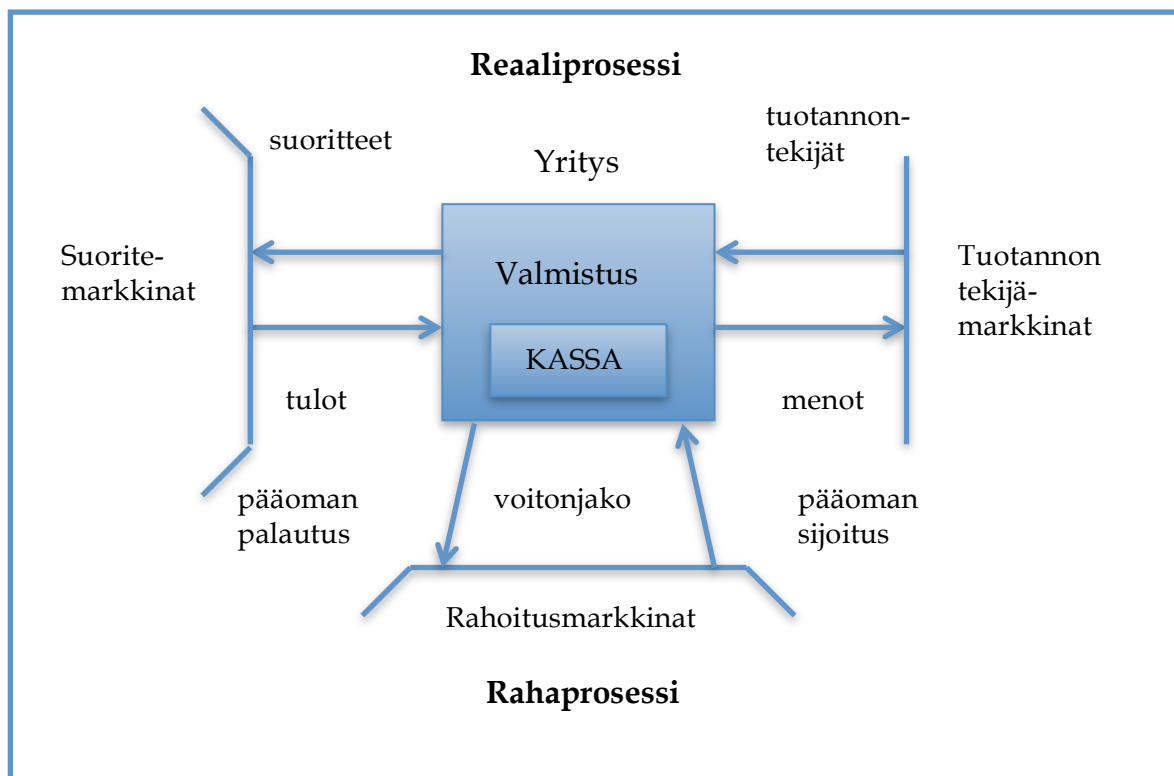 Reaaliprosessi
suoritteet
Yritys
tuotannon-
tekijät
Suorite-
markkinat
Valmistus
KASSA
Tuotannon
tekijä-
markkinat
tulot
menot
pääoman
palautus
voitonjako
pääoman
sijoitus
Rahoitusmarkkinat
Rahaprosessi